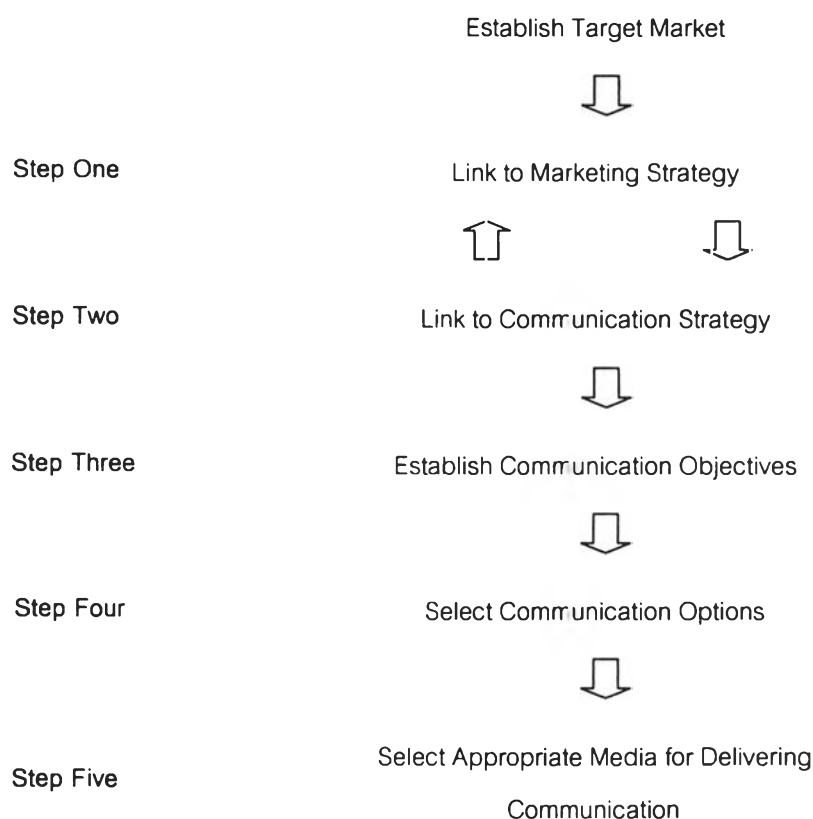 Establish Target Market
Step One Link to Marketing Strategy
Step Two Link to Communication Strategy
Step Three Establish Communication Objectives
Step Four Select Communication Options
Select Appropriate Media for Delivering
Step Five
Communication